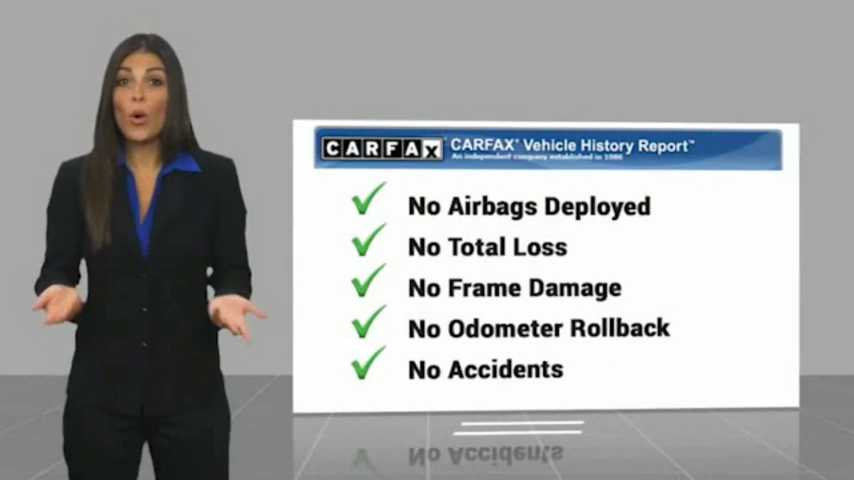 CARFAX CARFAX® Vehicle History Report™
An independent company established in 1986
No Airbags Deployed
No Total Loss
No Frame Damage
No Odometer Rollback
No Accidents
No Accidents